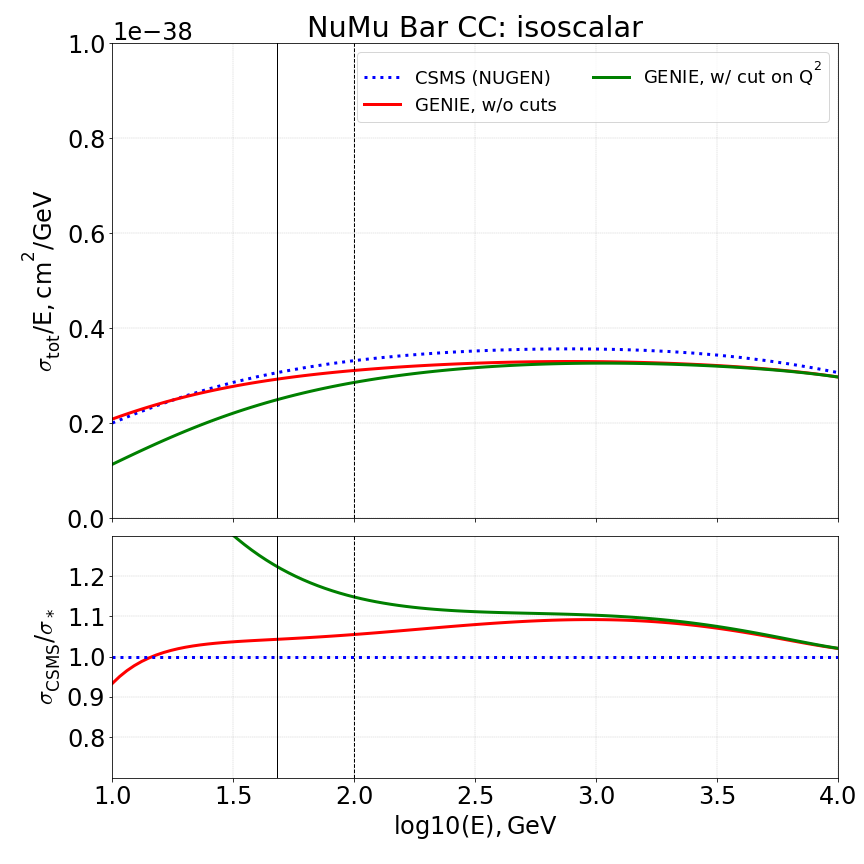 NuMu Bar CC: isoscalar
1e−38
1.0
0.8
0.6
0.4
0.2
0.0
σtot/E, cm²/GeV
CSMS (NUGEN)
GENIE, w/o cuts
GENIE, w/ cut on Q²
1.2
1.1
1.0
0.9
0.8
σCSMS/σ*
1.0 1.5 2.0 2.5 3.0 3.5 4.0
log10(E), GeV